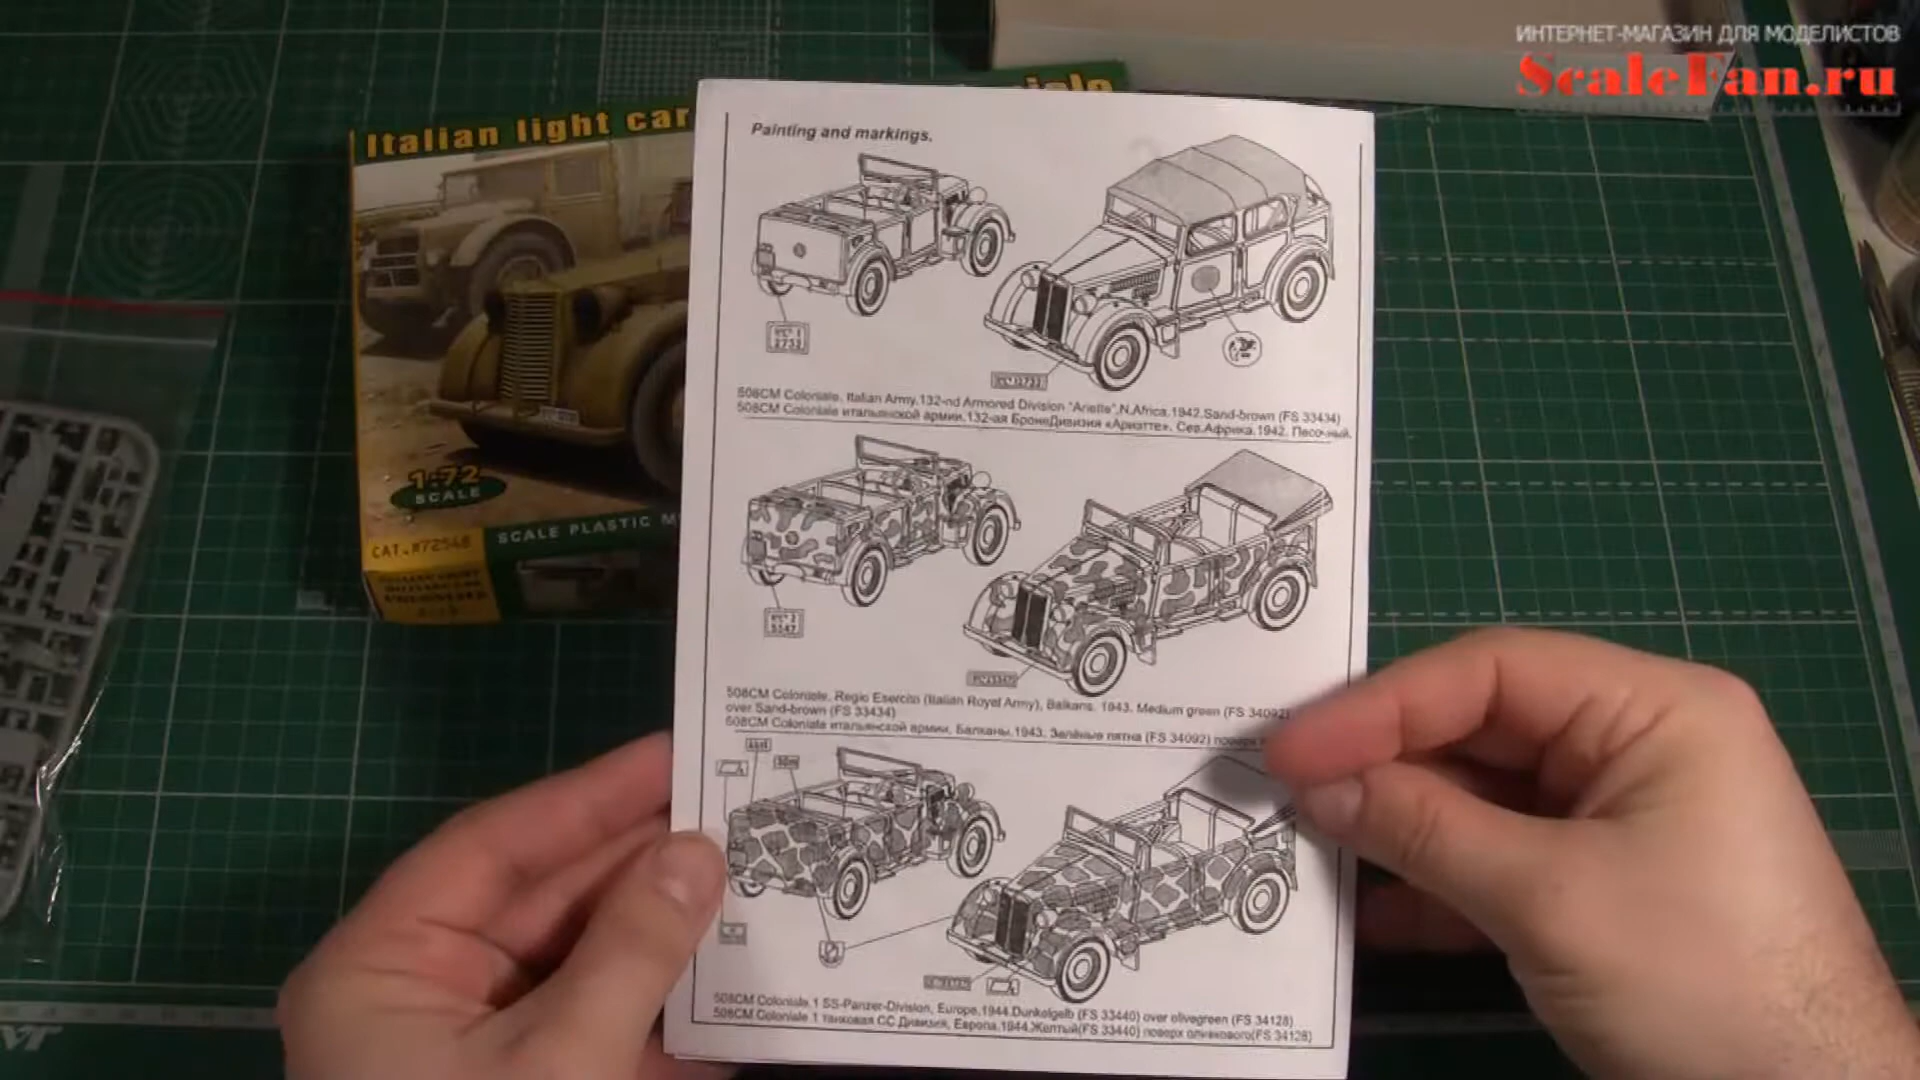 ИНТЕРНЕТ-МАГАЗИН ДЛЯ МОДЕЛИСТОВ
ScaleFan.ru
Italian light car
1:72
SCALE
SCALE PLASTIC
CAT.#72548
Painting and markings.
2732
508CM Coloniale. Italian Army.132-nd Armored Division "Ariette",N.Africa.1942.Sand-brown (FS 33434)
508CM Coloniale итальянской армии.132-ая БронеДивизия «Ариэтте». Сев.Африка.1942. Песочный.
508CM Coloniale. Regio Esercito (Italian Royal Army), Balkans. 1943. Medium green (FS 34092)
over Sand-brown (FS 33434)
508CM Coloniale итальянской армии. Балканы.1943. Зелёные пятна (FS 34092)
508CM Coloniale.1 SS-Panzer-Division, Europe.1944.Dunkelgelb (FS 33440) over olivegreen (FS 34128)
508CM Coloniale.1 танковая СС Дивизия, Европа.1944.Желтый(FS 33440) поверх оливкового(FS 34128)